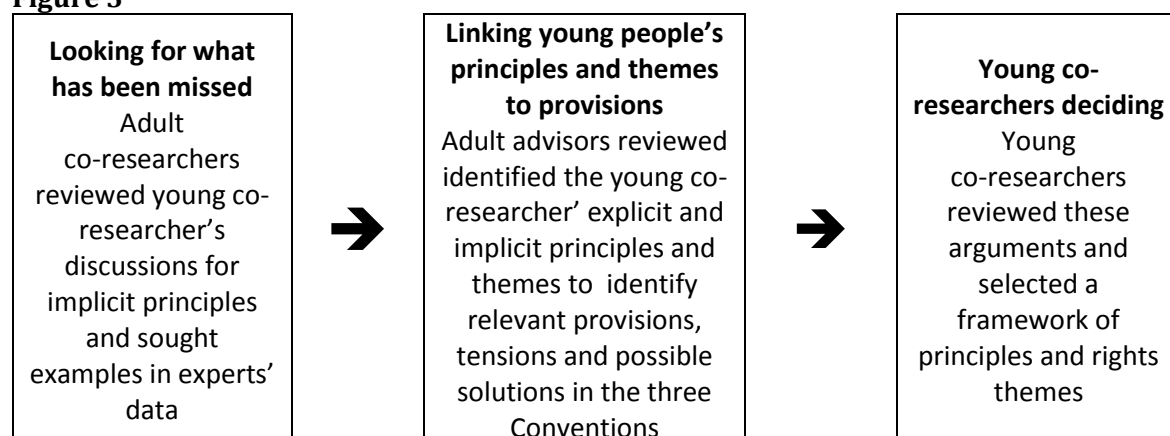 Figure 3
Looking for what
has been missed
Adult
co-researchers
reviewed young co-
researcher’s
discussions for
implicit principles
and sought
examples in experts’
data
➔
Linking young people’s
principles and themes
to provisions
Adult advisors reviewed
identified the young co-
researcher’ explicit and
implicit principles and
themes to  identify
relevant provisions,
tensions and possible
solutions in the three
Conventions
➔
Young co-
researchers deciding
Young
co-researchers
reviewed these
arguments and
selected a
framework of
principles and rights
themes